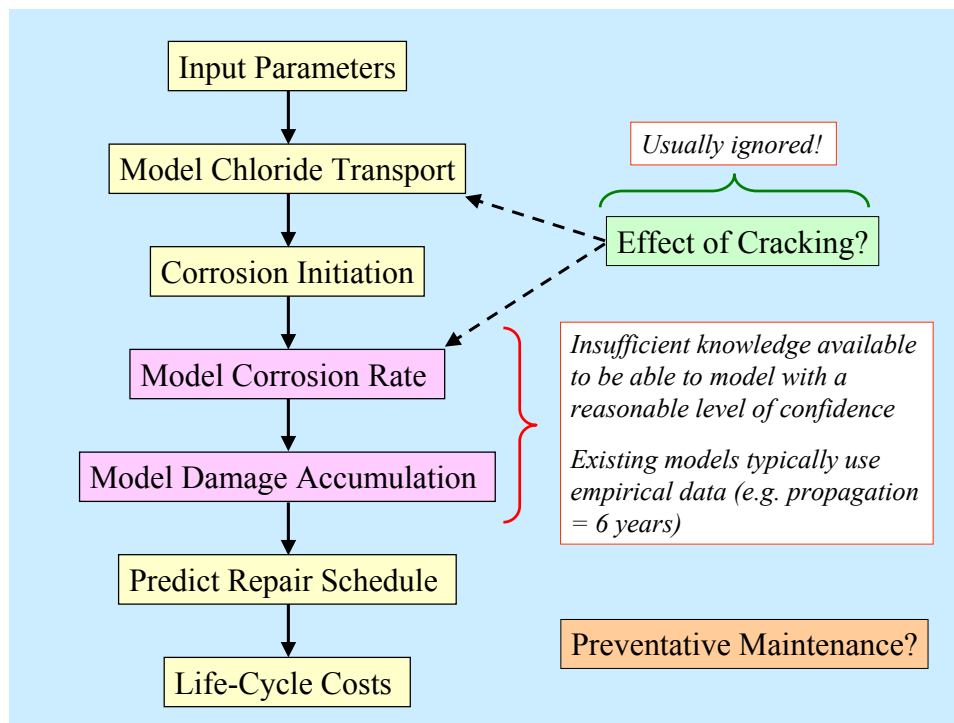 Input Parameters
Model Chloride Transport
Usually ignored!
Effect of Cracking?
Corrosion Initiation
Model Corrosion Rate
Insufficient knowledge available
to be able to model with a
reasonable level of confidence
Existing models typically use
empirical data (e.g. propagation
= 6 years)
Model Damage Accumulation
Predict Repair Schedule
Preventative Maintenance?
Life-Cycle Costs